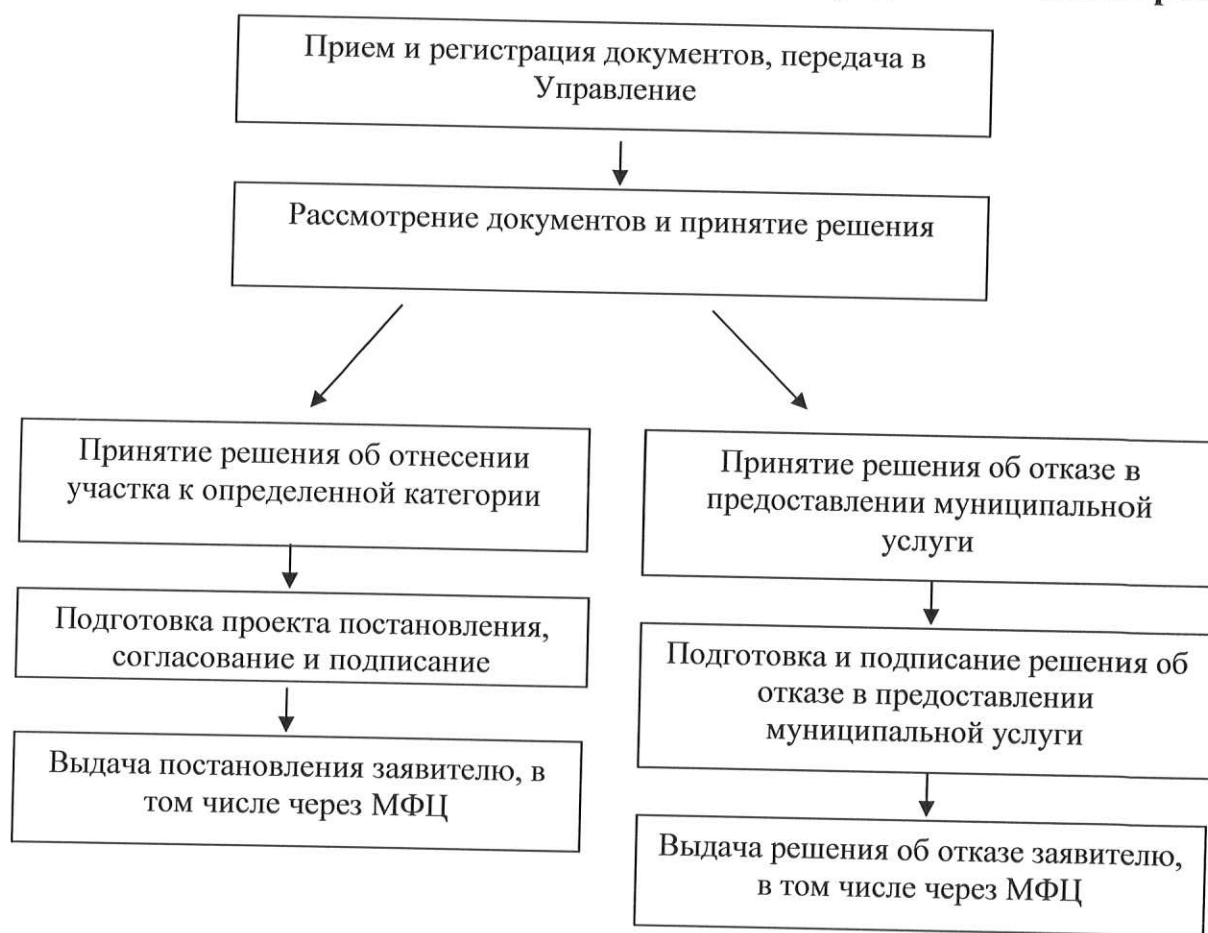 Прием и регистрация документов, передача в
Управление
Рассмотрение документов и принятие решения
Принятие решения об отнесении
участка к определенной категории
Подготовка проекта постановления,
согласование и подписание
Выдача постановления заявителю, в
том числе через МФЦ
Принятие решения об отказе в
предоставлении муниципальной
услуги
Подготовка и подписание решения об
отказе в предоставлении
муниципальной услуги
Выдача решения об отказе заявителю,
в том числе через МФЦ